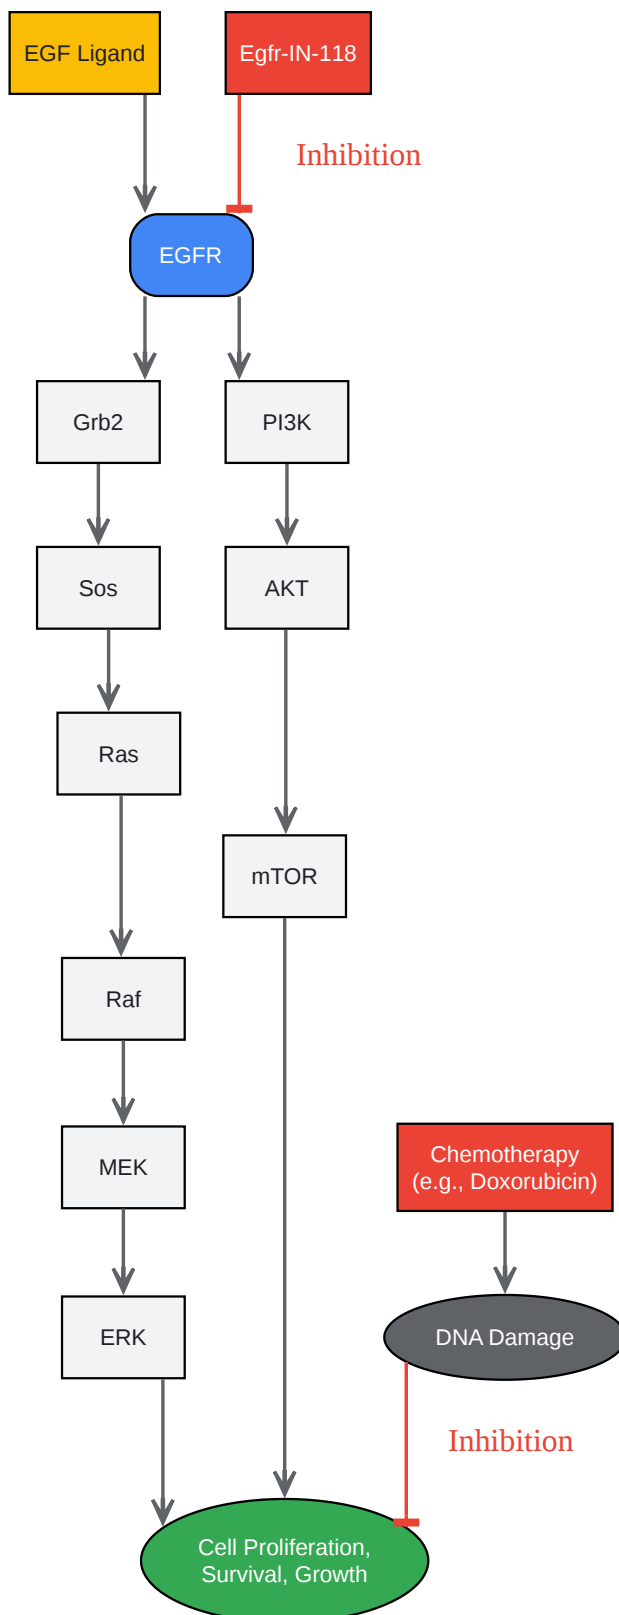 EGF Ligand
Egfr-IN-118
Inhibition
EGFR
Grb2
PI3K
Sos
AKT
Ras
mTOR
Raf
MEK
Chemotherapy
(e.g., Doxorubicin)
ERK
DNA Damage
Inhibition
Cell Proliferation,
Survival, Growth